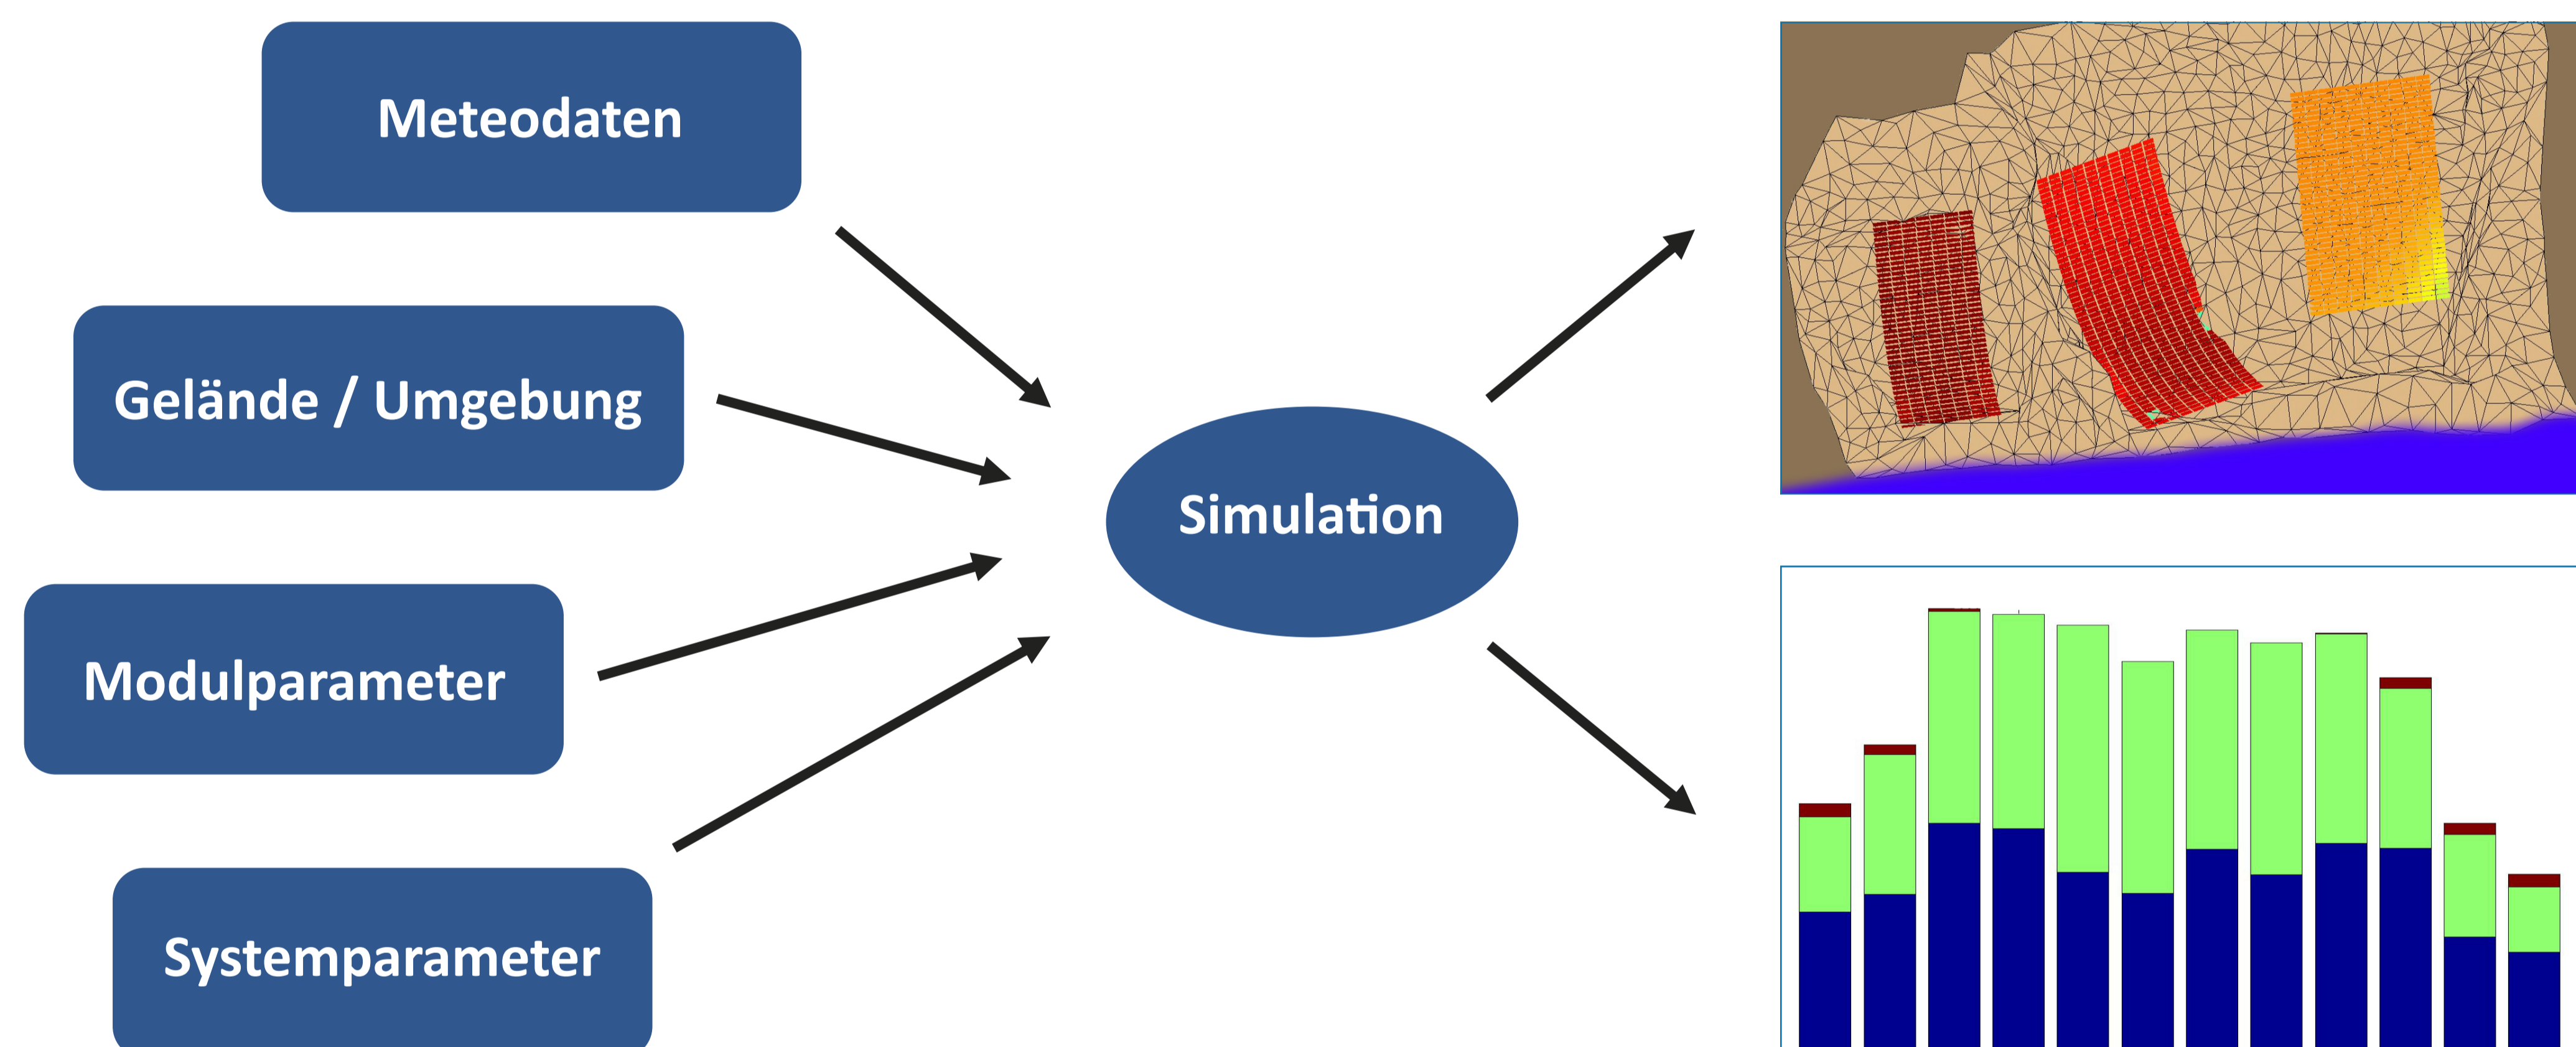 Meteodaten
Gelände / Umgebung
Simulation
Modulparameter
Systemparameter